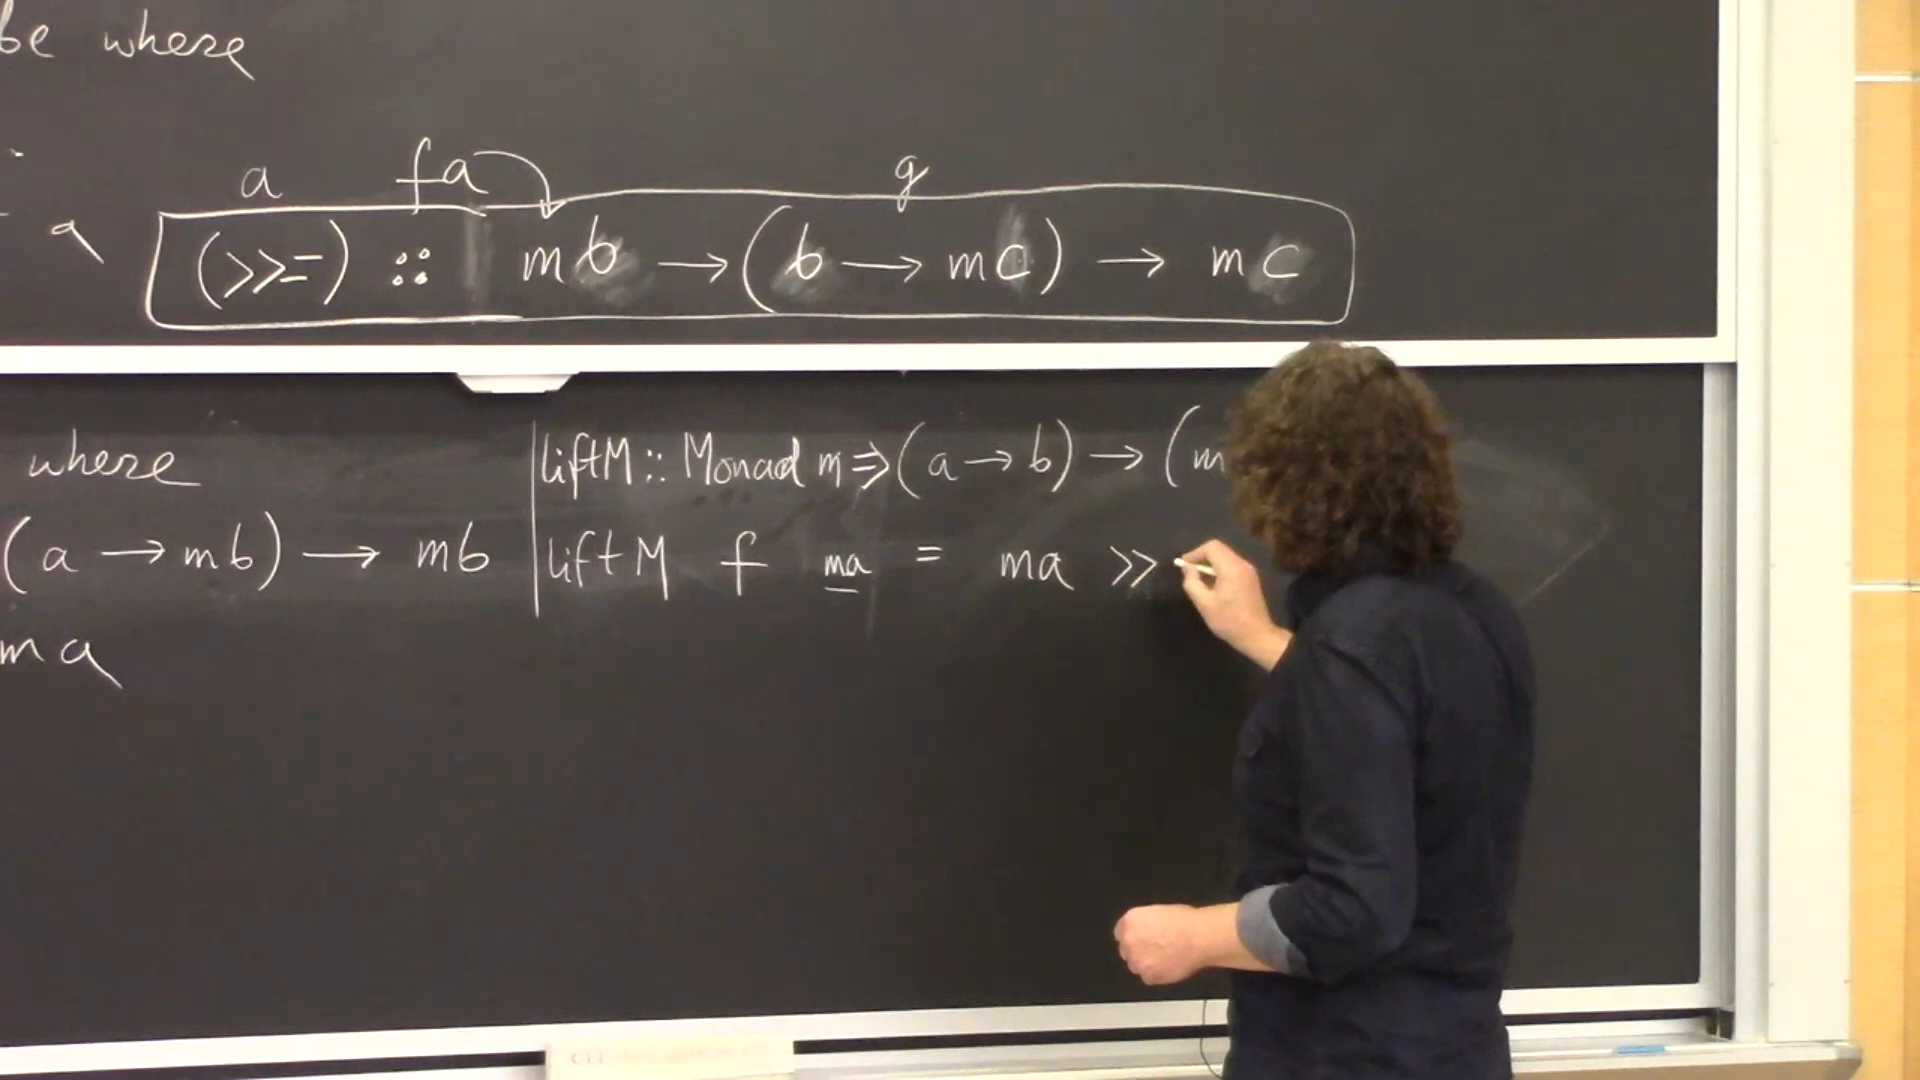 be where
a fa g
a (>>=) :: mb → (b → mc) → mc
where
(a → mb) → mb
ma
liftM :: Monad m => (a → b) → (m
liftM f ma = ma >>